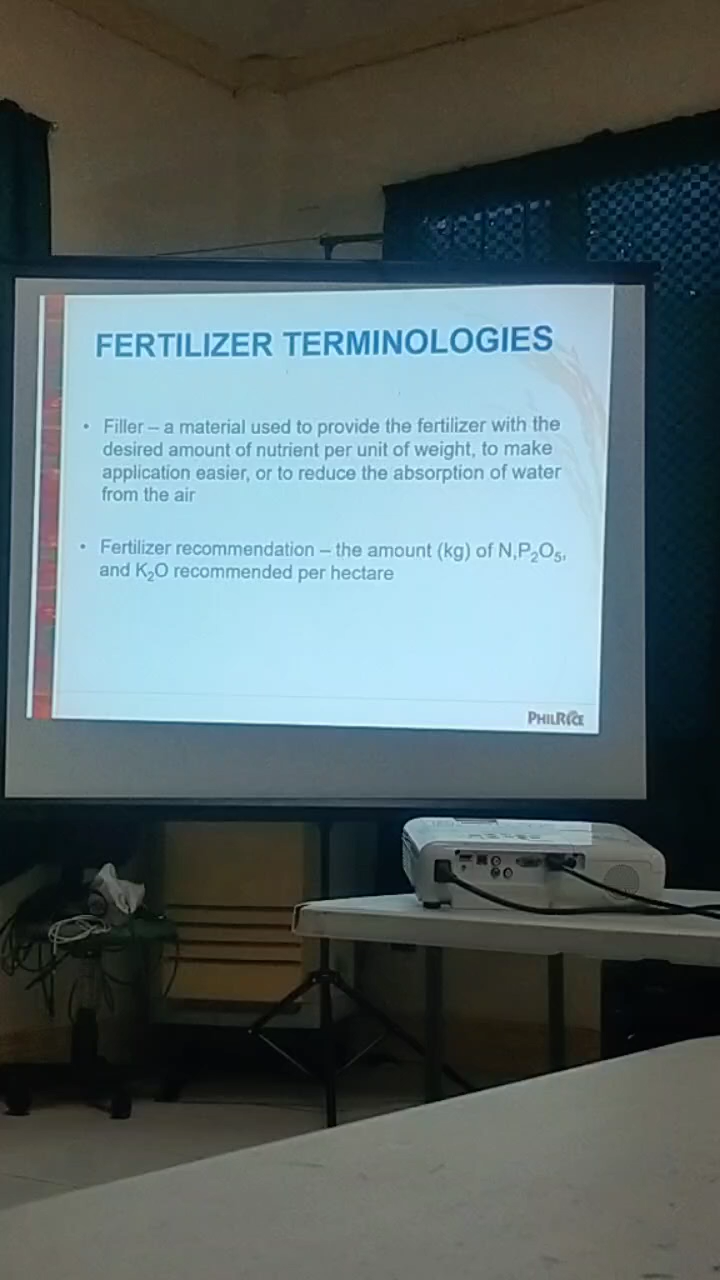 FERTILIZER TERMINOLOGIES
• Filler – a material used to provide the fertilizer with the
desired amount of nutrient per unit of weight, to make
application easier, or to reduce the absorption of water
from the air
• Fertilizer recommendation – the amount (kg) of N,P₂O₅,
and K₂O recommended per hectare
PHILRICE